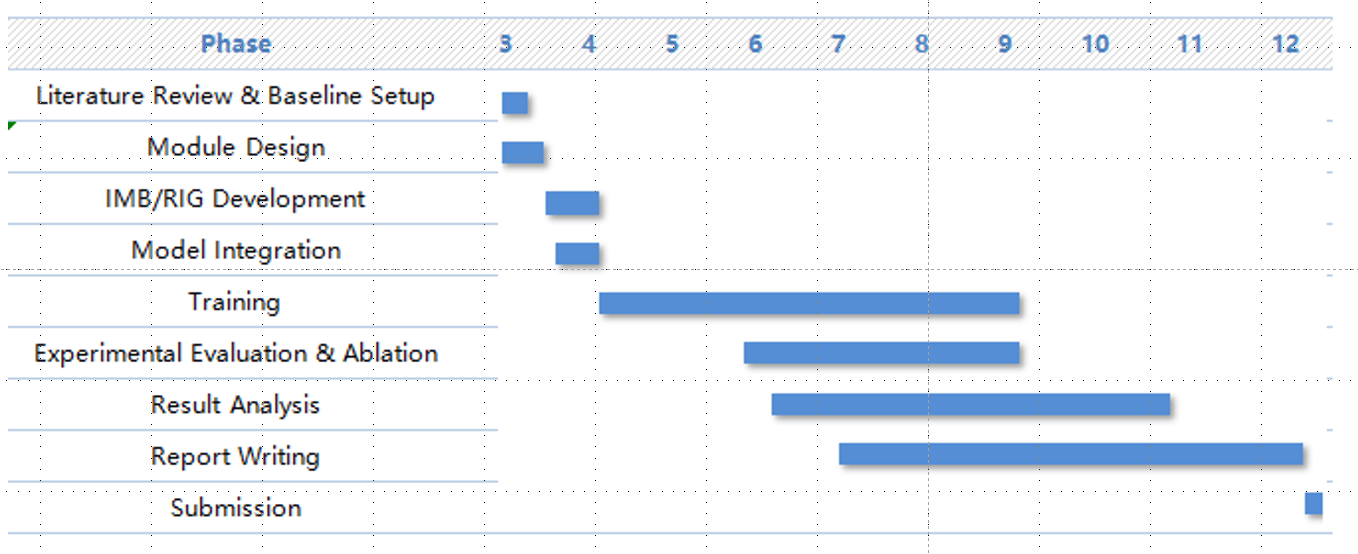 Phase 3 4 5 6 7 8 9 10 11 12
Literature Review & Baseline Setup
Module Design
IMB/RIG Development
Model Integration
Training
Experimental Evaluation & Ablation
Result Analysis
Report Writing
Submission